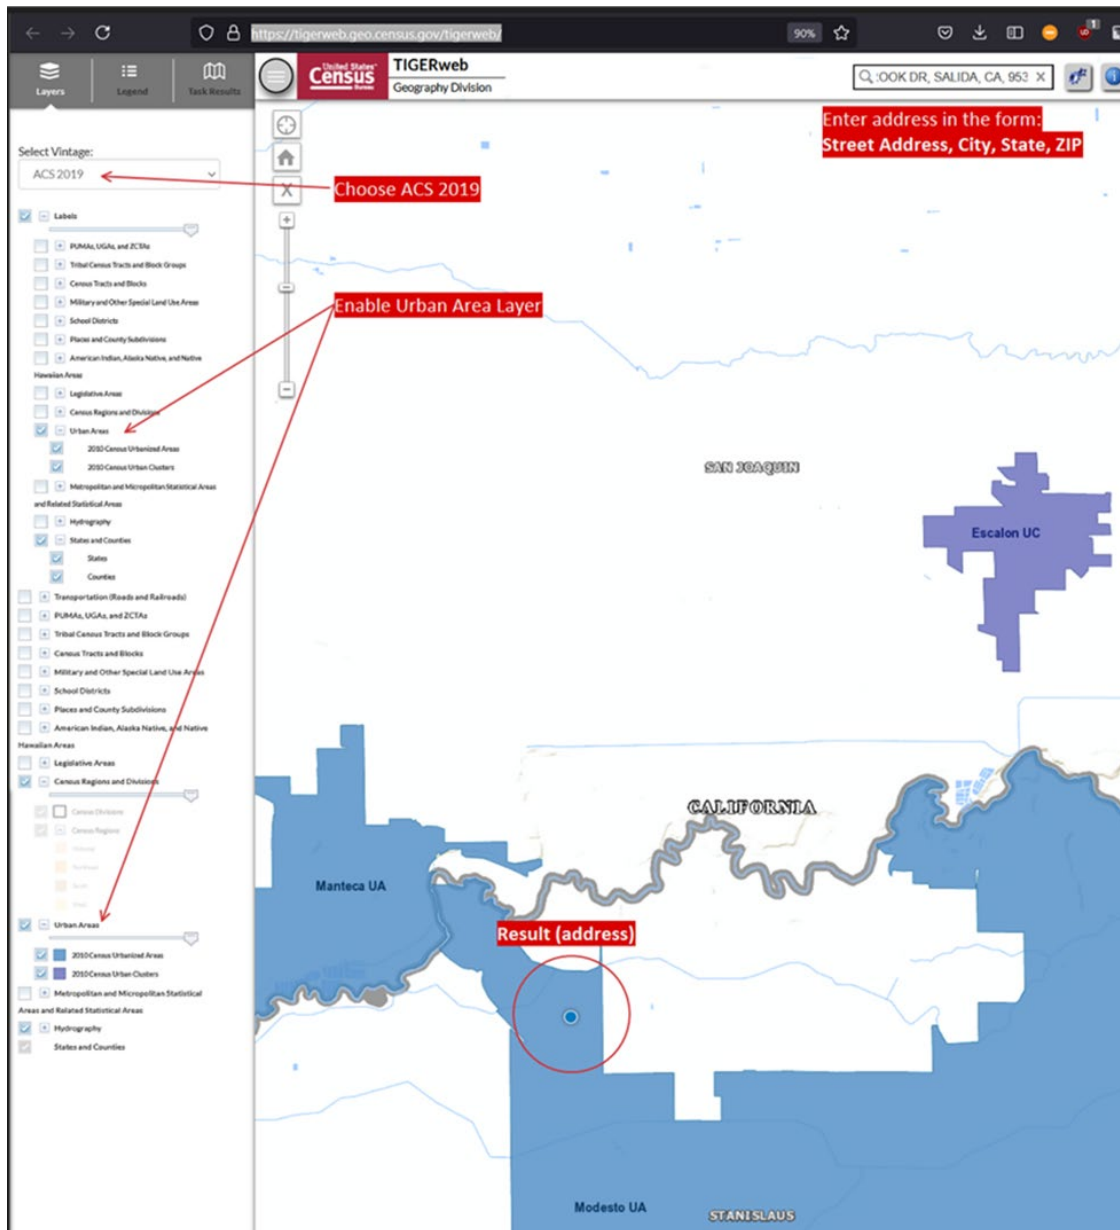 https://tigerweb.geo.census.gov/tigerweb/
90%
1
Layers
Legend
Task Results
United States®
Census
Bureau
TIGERweb
Geography Division
:OOK DR, SALIDA, CA, 953 X
Enter address in the form:
Street Address, City, State, ZIP
Select Vintage:
ACS 2019
Choose ACS 2019
Labels
PUMAs, UGAs, and ZCTAs
Tribal Census Tracts and Block Groups
Census Tracts and Blocks
Military and Other Special Land Use Areas
School Districts
Places and County Subdivisions
American Indian, Alaska Native, and Native
Hawaiian Areas
Legislative Areas
Census Regions and Divisions
Urban Areas
2010 Census Urbanized Areas
2010 Census Urban Clusters
Metropolitan and Micropolitan Statistical Areas
and Related Statistical Areas
Hydrography
States and Counties
States
Counties
Transportation (Roads and Railroads)
PUMAs, UGAs, and ZCTAs
Tribal Census Tracts and Block Groups
Census Tracts and Blocks
Military and Other Special Land Use Areas
School Districts
Places and County Subdivisions
American Indian, Alaska Native, and Native
Hawaiian Areas
Legislative Areas
Census Regions and Divisions
Census Divisions
Census Regions
Midwest
Northeast
South
West
Urban Areas
2010 Census Urbanized Areas
2010 Census Urban Clusters
Metropolitan and Micropolitan Statistical
Areas and Related Statistical Areas
Hydrography
States and Counties
Enable Urban Area Layer
SAN JOAQUIN
Escalon UC
CALIFORNIA
Manteca UA
Result (address)
Modesto UA
STANISLAUS